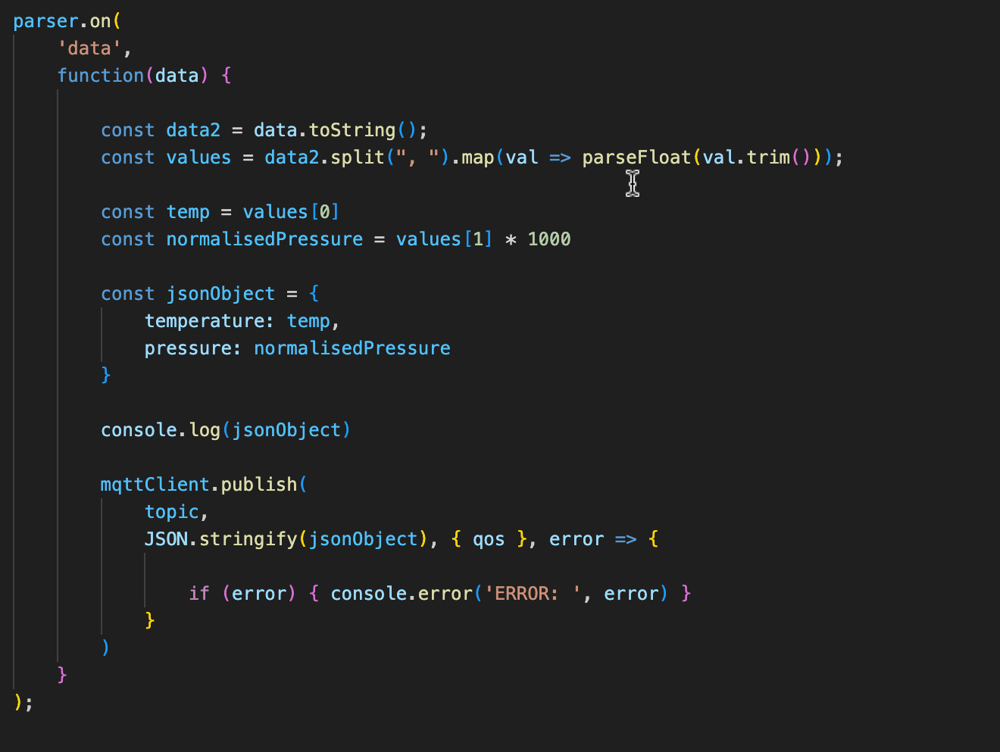 parser.on(
    'data',
    function(data) {

        const data2 = data.toString();
        const values = data2.split(", ").map(val => parseFloat(val.trim()));

        const temp = values[0]
        const normalisedPressure = values[1] * 1000

        const jsonObject = {
            temperature: temp,
            pressure: normalisedPressure
        }

        console.log(jsonObject)

        mqttClient.publish(
            topic,
            JSON.stringify(jsonObject), { qos }, error => {

                if (error) { console.error('ERROR: ', error) }
            }
        )
    }
);